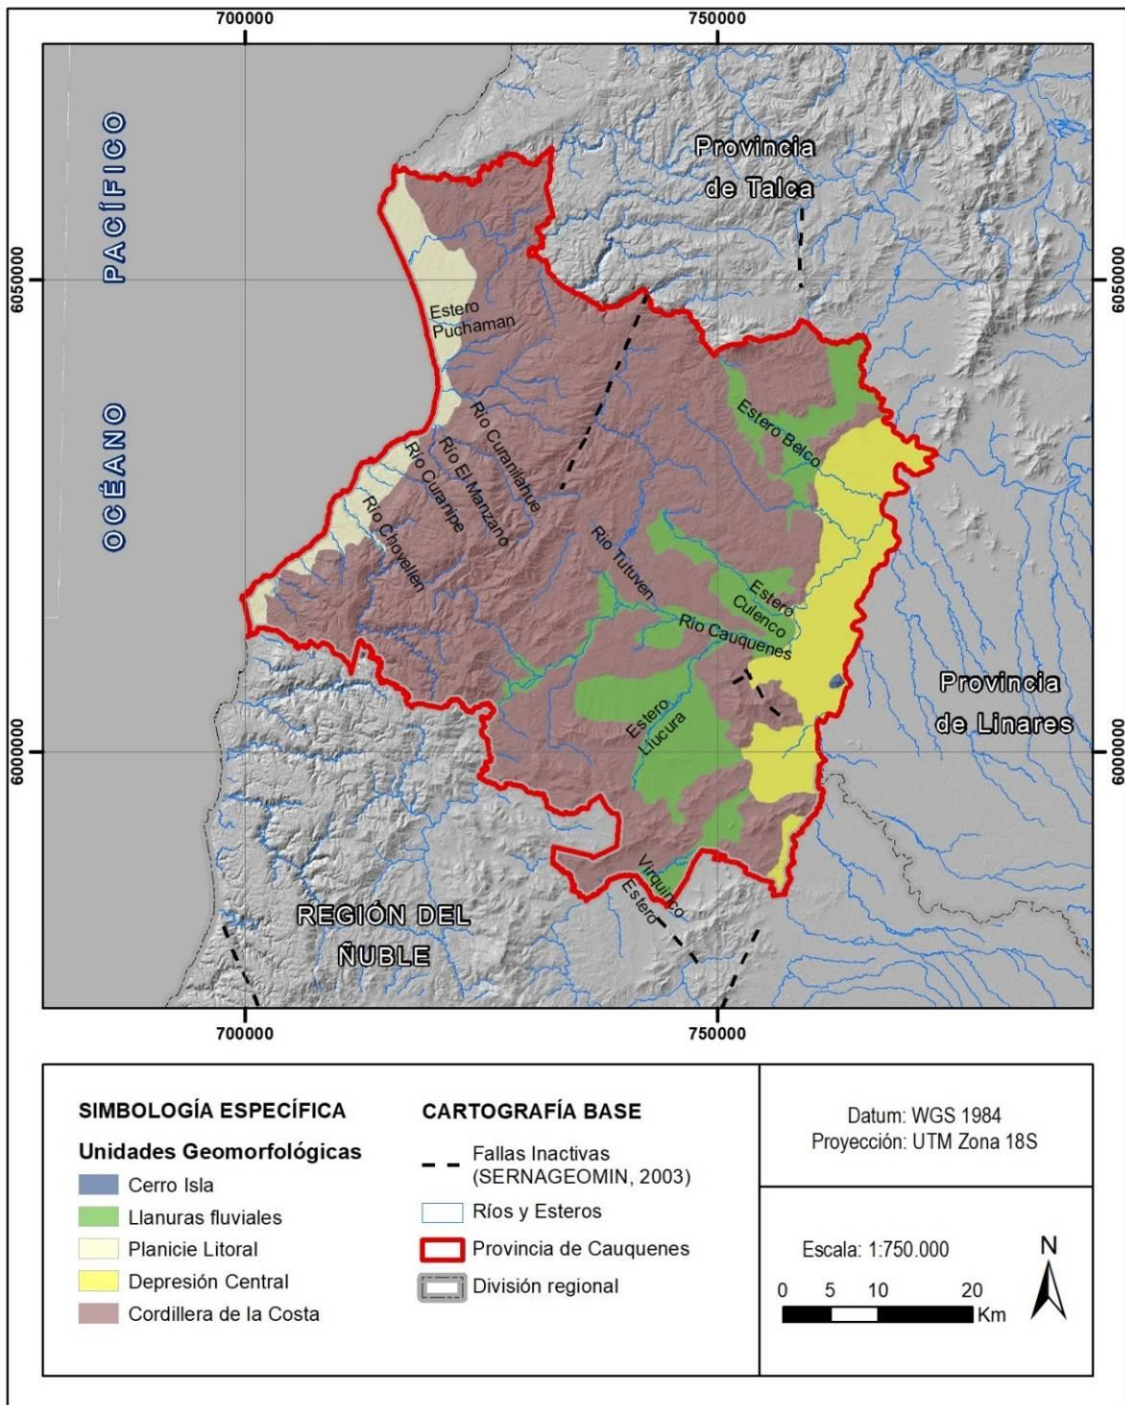 700000
750000
OCÉANO PACÍFICO
6050000
6050000
6000000
6000000
Provincia
de Talca
Estero
Puchaman
Río Curanilahue
Río El Manzano
Río Curanipe
Río Chovellen
Estero Belco
Río Tutuven
Estero
Culenco
Río Cauquenes
Estero
Llucura
Provincia
de Linares
Virquinco
Estero
REGIÓN DEL
ÑUBLE
700000
750000
SIMBOLOGÍA ESPECÍFICA
Unidades Geomorfológicas
Cerro Isla
Llanuras fluviales
Planicie Litoral
Depresión Central
Cordillera de la Costa
CARTOGRAFÍA BASE
Fallas Inactivas
(SERNAGEOMIN, 2003)
Ríos y Esteros
Provincia de Cauquenes
División regional
Datum: WGS 1984
Proyección: UTM Zona 18S
Escala: 1:750.000
0 5 10 20
Km
N